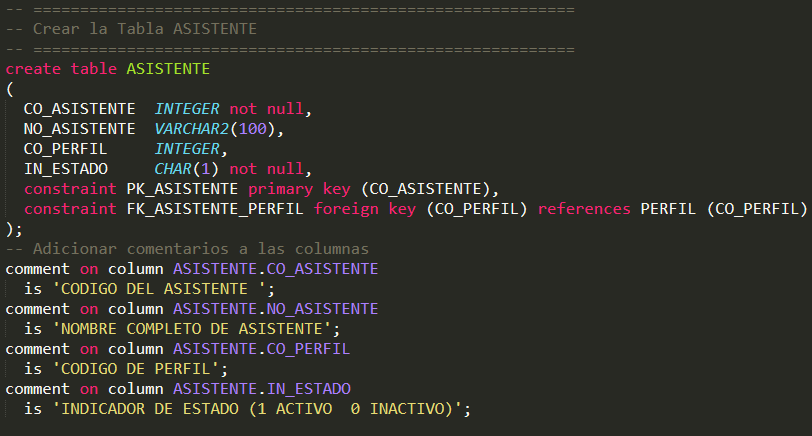 -- ==========================================================
-- Crear la Tabla ASISTENTE
-- ==========================================================
create table ASISTENTE
(
  CO_ASISTENTE  INTEGER not null,
  NO_ASISTENTE  VARCHAR2(100),
  CO_PERFIL     INTEGER,
  IN_ESTADO     CHAR(1) not null,
  constraint PK_ASISTENTE primary key (CO_ASISTENTE),
  constraint FK_ASISTENTE_PERFIL foreign key (CO_PERFIL) references PERFIL (CO_PERFIL)
);
-- Adicionar comentarios a las columnas
comment on column ASISTENTE.CO_ASISTENTE
  is 'CODIGO DEL ASISTENTE ';
comment on column ASISTENTE.NO_ASISTENTE
  is 'NOMBRE COMPLETO DE ASISTENTE';
comment on column ASISTENTE.CO_PERFIL
  is 'CODIGO DE PERFIL';
comment on column ASISTENTE.IN_ESTADO
  is 'INDICADOR DE ESTADO (1 ACTIVO  0 INACTIVO)';